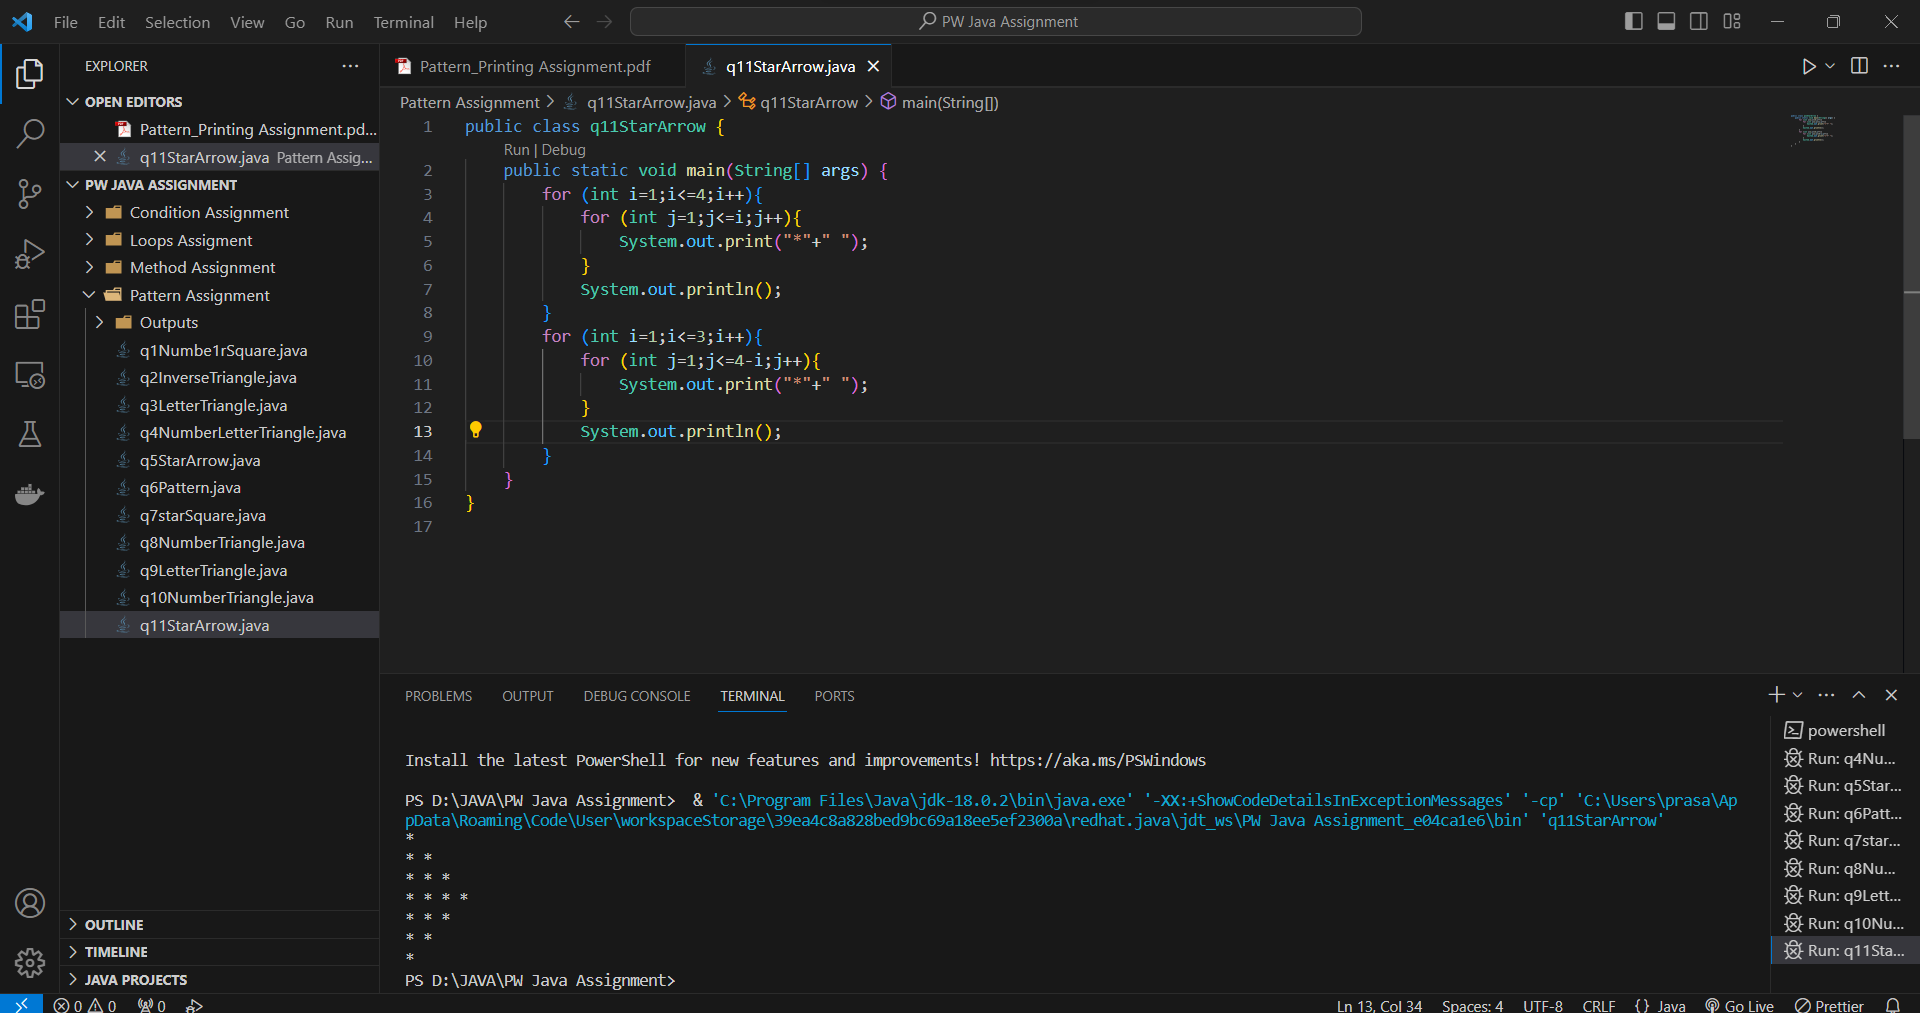 File Edit Selection View Go Run Terminal Help
PW Java Assignment
EXPLORER
OPEN EDITORS
Pattern_Printing Assignment.pd...
q11StarArrow.java Pattern Assig...
PW JAVA ASSIGNMENT
Condition Assignment
Loops Assigment
Method Assignment
Pattern Assignment
Outputs
q1Numbe1rSquare.java
q2InverseTriangle.java
q3LetterTriangle.java
q4NumberLetterTriangle.java
q5StarArrow.java
q6Pattern.java
q7starSquare.java
q8NumberTriangle.java
q9LetterTriangle.java
q10NumberTriangle.java
q11StarArrow.java
OUTLINE
TIMELINE
JAVA PROJECTS
Pattern_Printing Assignment.pdf
q11StarArrow.java
Pattern Assignment > q11StarArrow.java > q11StarArrow > main(String[])
1 public class q11StarArrow {
Run | Debug
2 public static void main(String[] args) {
3 for (int i=1;i<=4;i++){
4 for (int j=1;j<=i;j++){
5 System.out.print("*"+" ");
6 }
7 System.out.println();
8 }
9 for (int i=1;i<=3;i++){
10 for (int j=1;j<=4-i;j++){
11 System.out.print("*"+" ");
12 }
13 System.out.println();
14 }
15 }
16 }
17
PROBLEMS OUTPUT DEBUG CONSOLE TERMINAL PORTS
Install the latest PowerShell for new features and improvements! https://aka.ms/PSWindows
PS D:\JAVA\PW Java Assignment> & 'C:\Program Files\Java\jdk-18.0.2\bin\java.exe' '-XX:+ShowCodeDetailsInExceptionMessages' '-cp' 'C:\Users\prasa\Ap
pData\Roaming\Code\User\workspaceStorage\39ea4c8a828bed9bc69a18ee5ef2300a\redhat.java\jdt_ws\PW Java Assignment_e04ca1e6\bin' 'q11StarArrow'
*
* *
* * *
* * * *
* * *
* *
*
PS D:\JAVA\PW Java Assignment>
powershell
Run: q4Nu...
Run: q5Star...
Run: q6Patt...
Run: q7star...
Run: q8Nu...
Run: q9Lett...
Run: q10Nu...
Run: q11Sta...
0 0 0
Ln 13, Col 34 Spaces: 4 UTF-8 CRLF {} Java Go Live Prettier